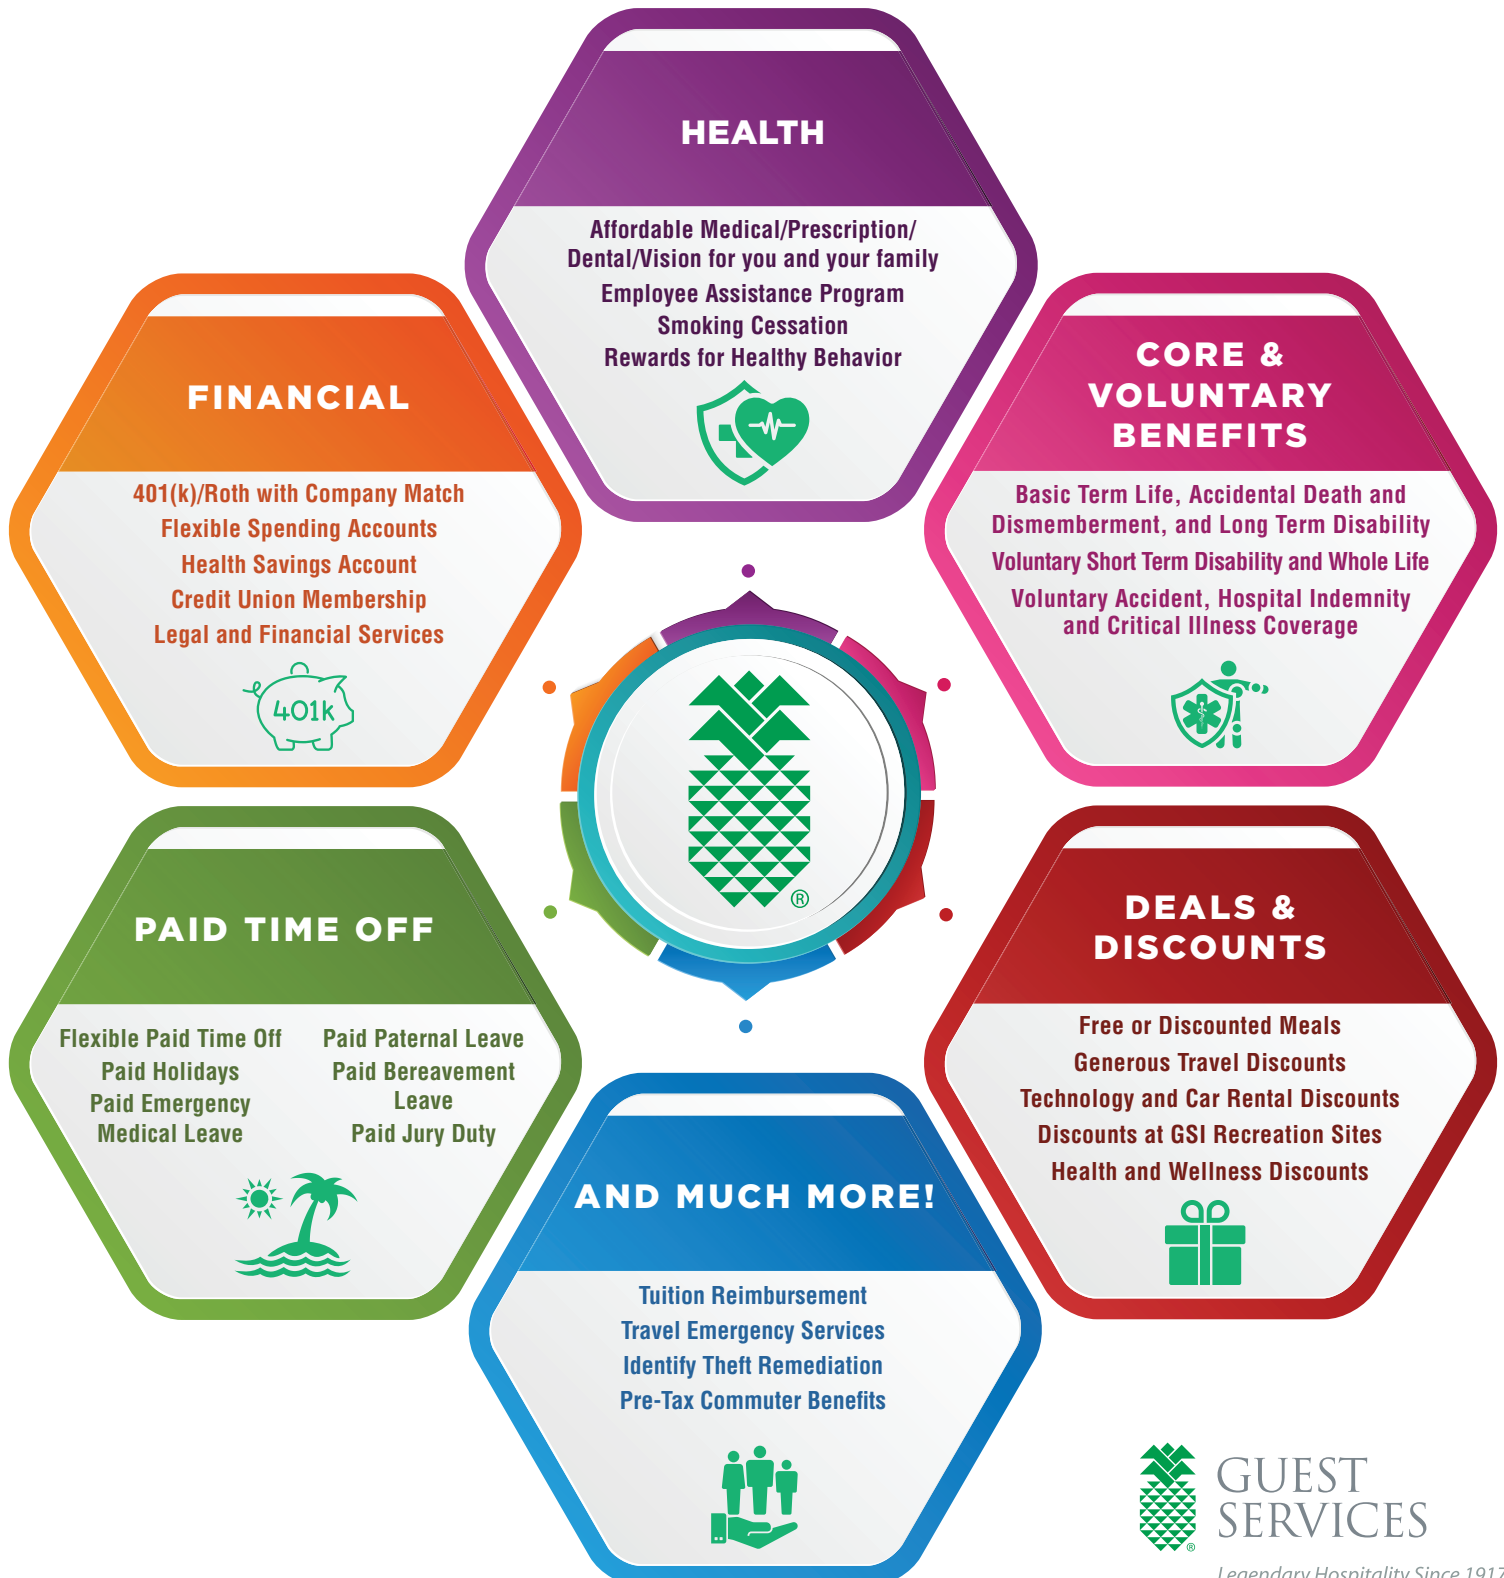 HEALTH
Affordable Medical/Prescription/
Dental/Vision for you and your family
Employee Assistance Program
Smoking Cessation
Rewards for Healthy Behavior
FINANCIAL
401(k)/Roth with Company Match
Flexible Spending Accounts
Health Savings Account
Credit Union Membership
Legal and Financial Services
401k
CORE &
VOLUNTARY
BENEFITS
Basic Term Life, Accidental Death and
Dismemberment, and Long Term Disability
Voluntary Short Term Disability and Whole Life
Voluntary Accident, Hospital Indemnity
and Critical Illness Coverage
®
PAID TIME OFF
Flexible Paid Time Off
Paid Holidays
Paid Emergency
Medical Leave
Paid Paternal Leave
Paid Bereavement
Leave
Paid Jury Duty
DEALS &
DISCOUNTS
Free or Discounted Meals
Generous Travel Discounts
Technology and Car Rental Discounts
Discounts at GSI Recreation Sites
Health and Wellness Discounts
AND MUCH MORE!
Tuition Reimbursement
Travel Emergency Services
Identify Theft Remediation
Pre-Tax Commuter Benefits
GUEST
SERVICES
®
Legendary Hospitality Since 1917